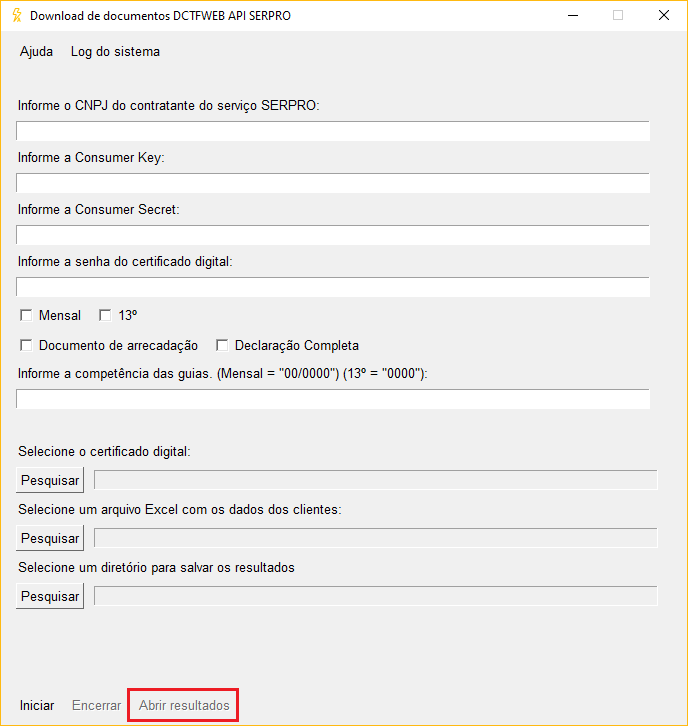 Download de documentos DCTFWEB API SERPRO
Ajuda Log do sistema
Informe o CNPJ do contratante do serviço SERPRO:
Informe a Consumer Key:
Informe a Consumer Secret:
Informe a senha do certificado digital:
Mensal 13º
Documento de arrecadação Declaração Completa
Informe a competência das guias. (Mensal = "00/0000") (13º = "0000"):
Selecione o certificado digital:
Pesquisar
Selecione um arquivo Excel com os dados dos clientes:
Pesquisar
Selecione um diretório para salvar os resultados
Pesquisar
Iniciar Encerrar Abrir resultados